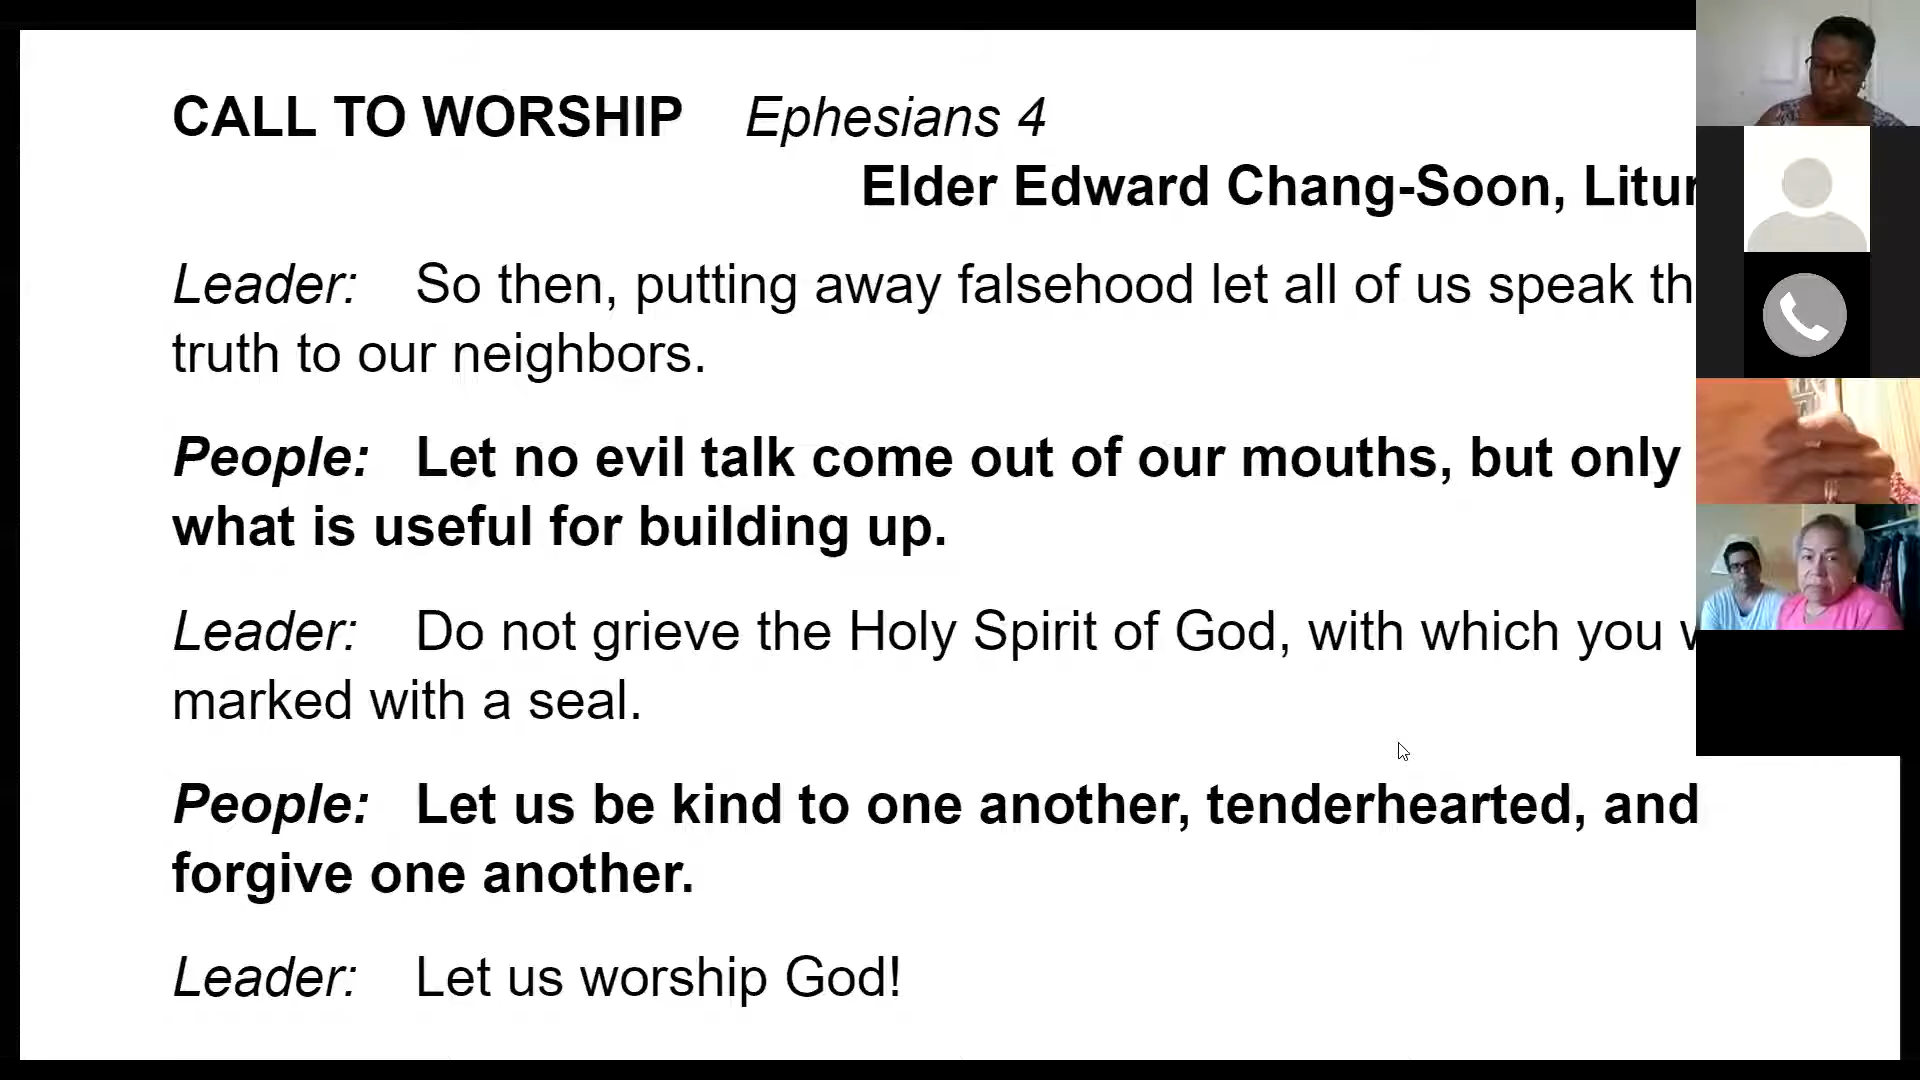 CALL TO WORSHIP Ephesians 4
Elder Edward Chang-Soon,
Leader: So then, putting away falsehood let all of us speak
truth to our neighbors.
People: Let no evil talk come out of our mouths, but only
what is useful for building up.
Leader: Do not grieve the Holy Spirit of God, with which you
marked with a seal.
People: Let us be kind to one another, tenderhearted, and
forgive one another.
Leader: Let us worship God!